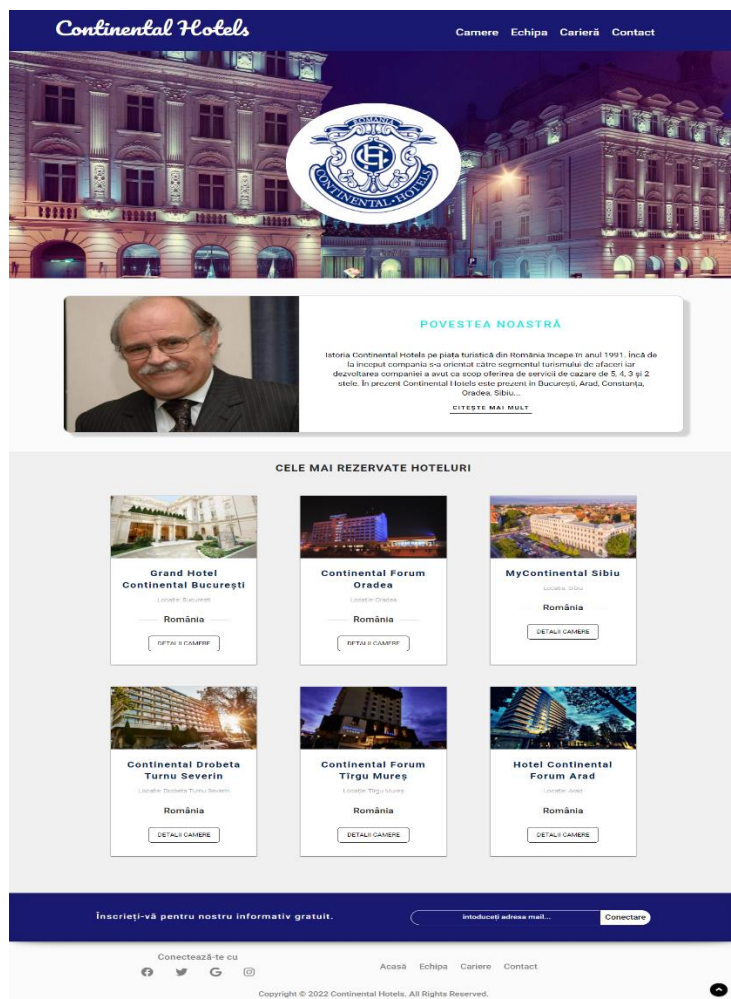 Continental Hotels
Camere Echipa Carieră Contact
ROMANIA
CONTINENTAL·HOTELS
POVESTEA NOASTRĂ
Istoria Continental Hotels pe piața turistică din România începe în anul 1991. Încă de
la început compania s-a orientat către segmentul turismului de afaceri iar
dezvoltarea companiei a avut ca scop oferirea de servicii de cazare de 5, 4, 3 și 2
stele. În prezent Continental Hotels este prezent în București, Arad, Constanța,
Oradea, Sibiu...
CITEȘTE MAI MULT
CELE MAI REZERVATE HOTELURI
Grand Hotel
Continental București
Locație: București
România
DETALII CAMERE
Continental Forum
Oradea
Locație: Oradea
România
DETALII CAMERE
MyContinental Sibiu
Locație: Sibiu
România
DETALII CAMERE
Continental Drobeta
Turnu Severin
Locație: Drobeta Turnu Severin
România
DETALII CAMERE
Continental Forum
Tîrgu Mureș
Locație: Tîrgu Mureș
România
DETALII CAMERE
Hotel Continental
Forum Arad
Locație: Arad
România
DETALII CAMERE
Înscrieți-vă pentru nostru informativ gratuit.
intoduceți adresa mail...
Conectare
Conectează-te cu
Acasă Echipa Cariere Contact
Copyright © 2022 Continental Hotels. All Rights Reserved.